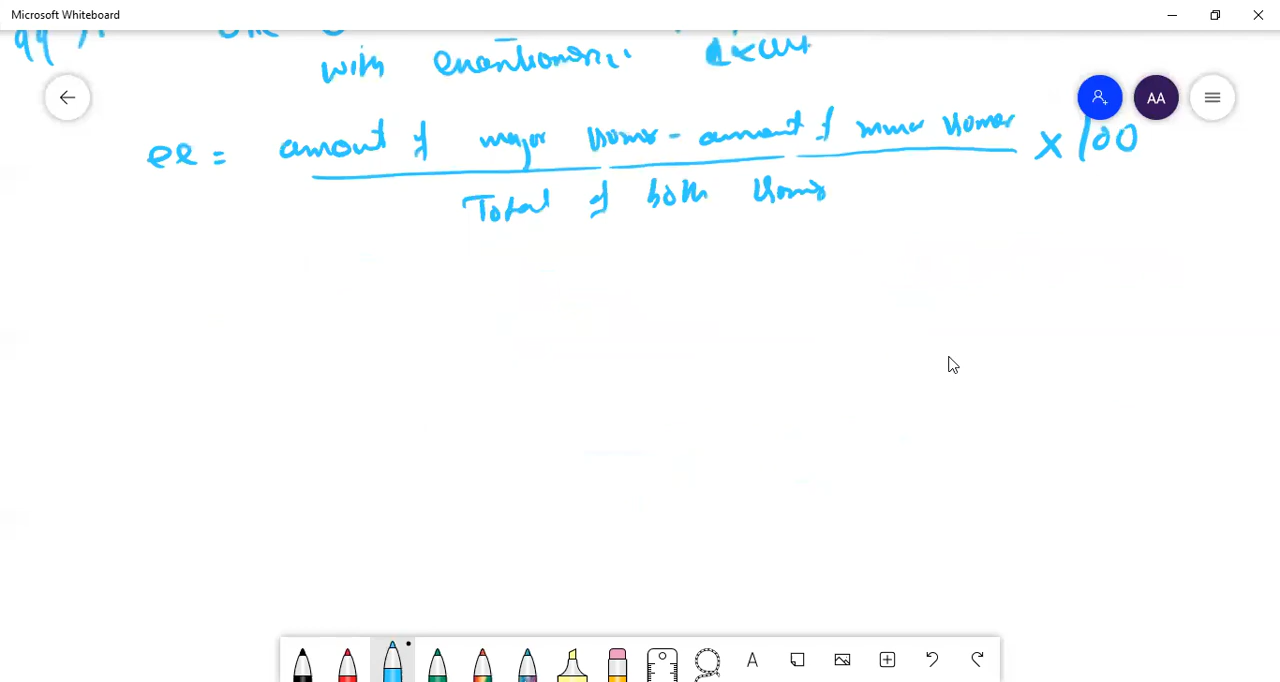 Microsoft Whiteboard
99 %
with enantiomeric excess
AA
ee = amount of major isomer - amount of minor isomer x 100
Total of both isomers
A